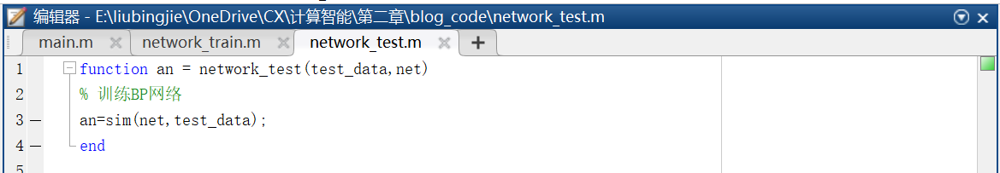 编辑器 - E:\liubingjie\OneDrive\CX\计算智能\第二章\blog_code\network_test.m
main.m network_train.m network_test.m
1 function an = network_test(test_data,net)
2 % 训练BP网络
3 an=sim(net,test_data);
4 end
5